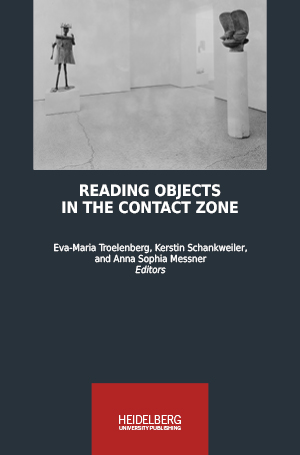 READING OBJECTS
IN THE CONTACT ZONE
Eva-Maria Troelenberg, Kerstin Schankweiler,
and Anna Sophia Messner
Editors
HEIDELBERG
UNIVERSITY PUBLISHING